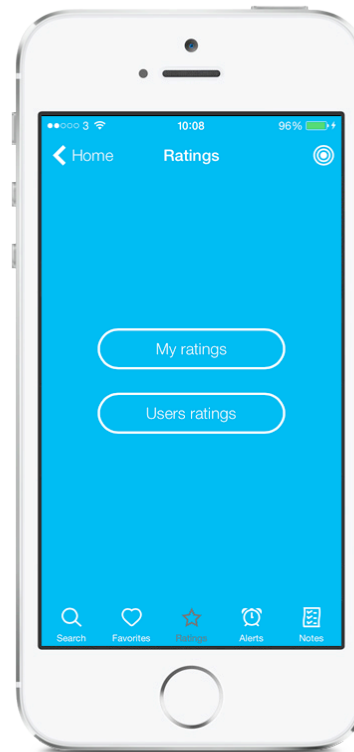 3 10:08 96%
Home Ratings
My ratings
Users ratings
Search Favorites Ratings Alerts Notes